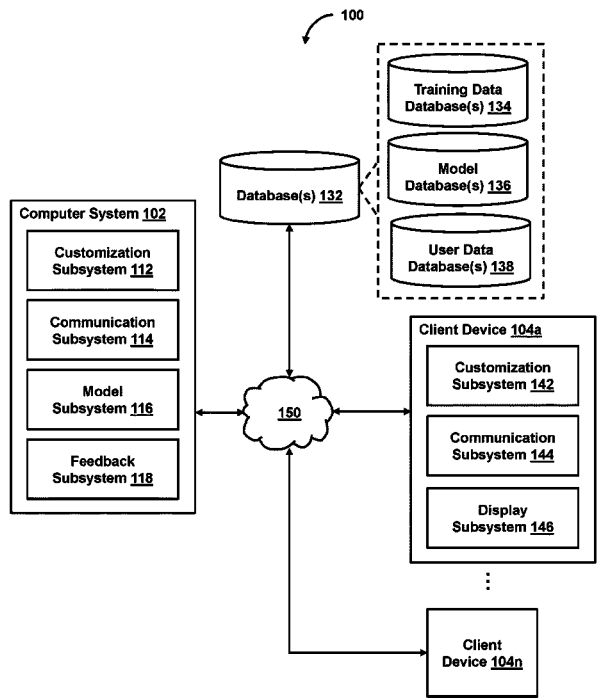 100
Training Data
Database(s) 134
Model
Database(s) 136
User Data
Database(s) 138
Database(s) 132
Computer System 102
Customization
Subsystem 112
Communication
Subsystem 114
Model
Subsystem 116
Feedback
Subsystem 118
150
Client Device 104a
Customization
Subsystem 142
Communication
Subsystem 144
Display
Subsystem 146
Client
Device 104n